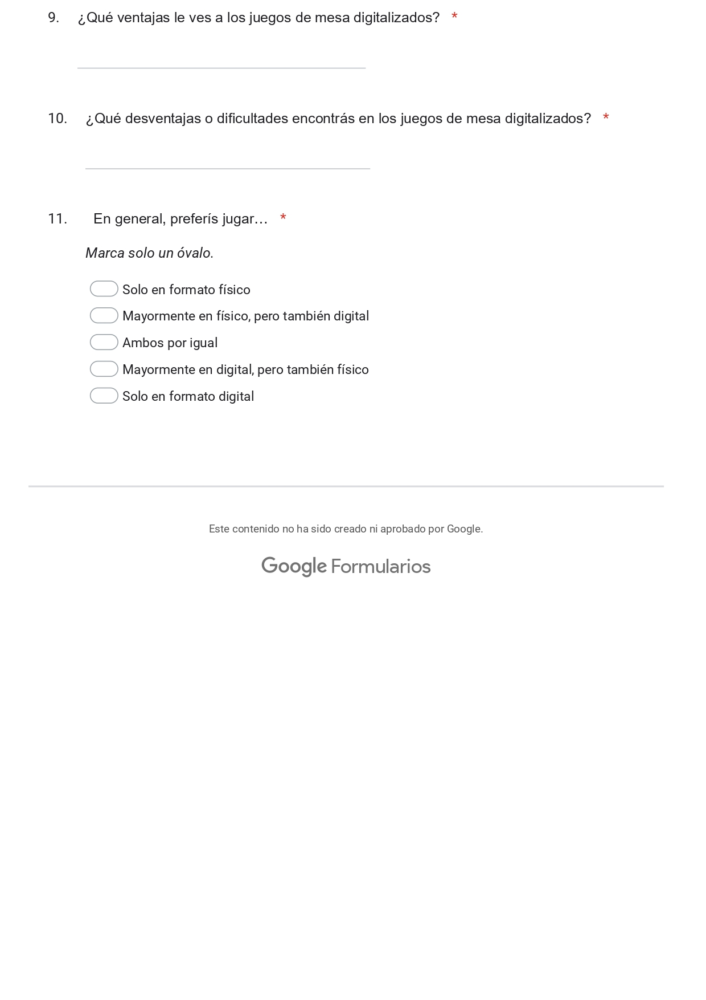 9. ¿Qué ventajas le ves a los juegos de mesa digitalizados? *
10. ¿Qué desventajas o dificultades encontrás en los juegos de mesa digitalizados? *
11. En general, preferís jugar… *
Marca solo un óvalo.
Solo en formato físico
Mayormente en físico, pero también digital
Ambos por igual
Mayormente en digital, pero también físico
Solo en formato digital
Este contenido no ha sido creado ni aprobado por Google.
Google Formularios